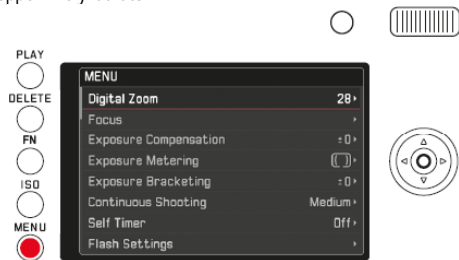 PLAY
DELETE
FN
ISO
MENU
MENU
Digital Zoom 28
Focus
Exposure Compensation ±0
Exposure Metering
Exposure Bracketing ±0
Continuous Shooting Medium
Self Timer Off
Flash Settings